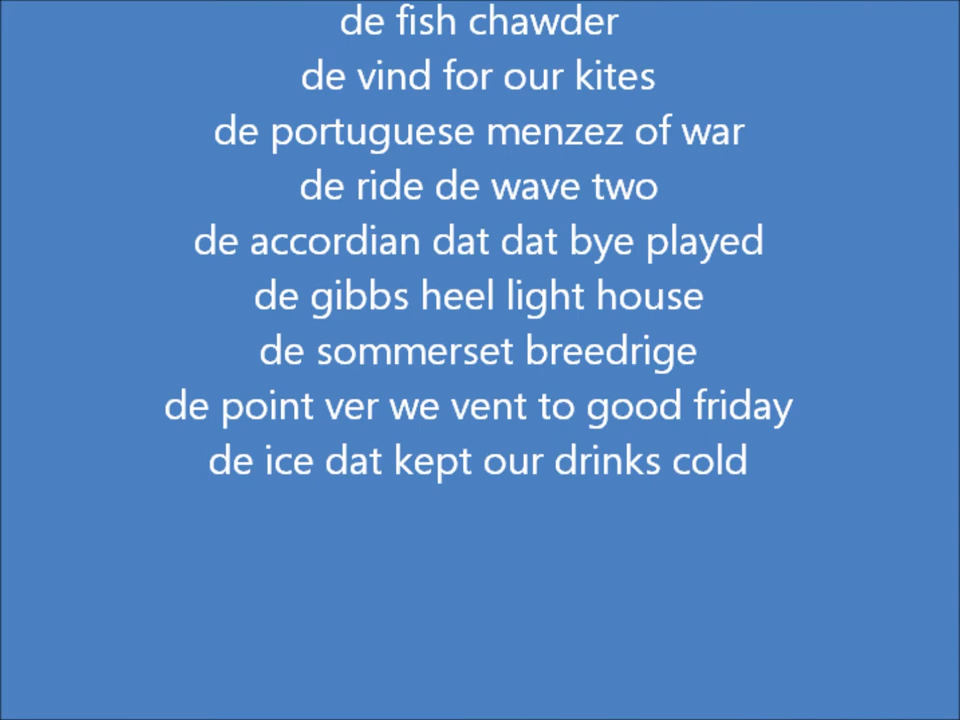 de fish chawder
de vind for our kites
de portuguese menzez of war
de ride de wave two
de accordian dat dat bye played
de gibbs heel light house
de sommerset breedrige
de point ver we vent to good friday
de ice dat kept our drinks cold